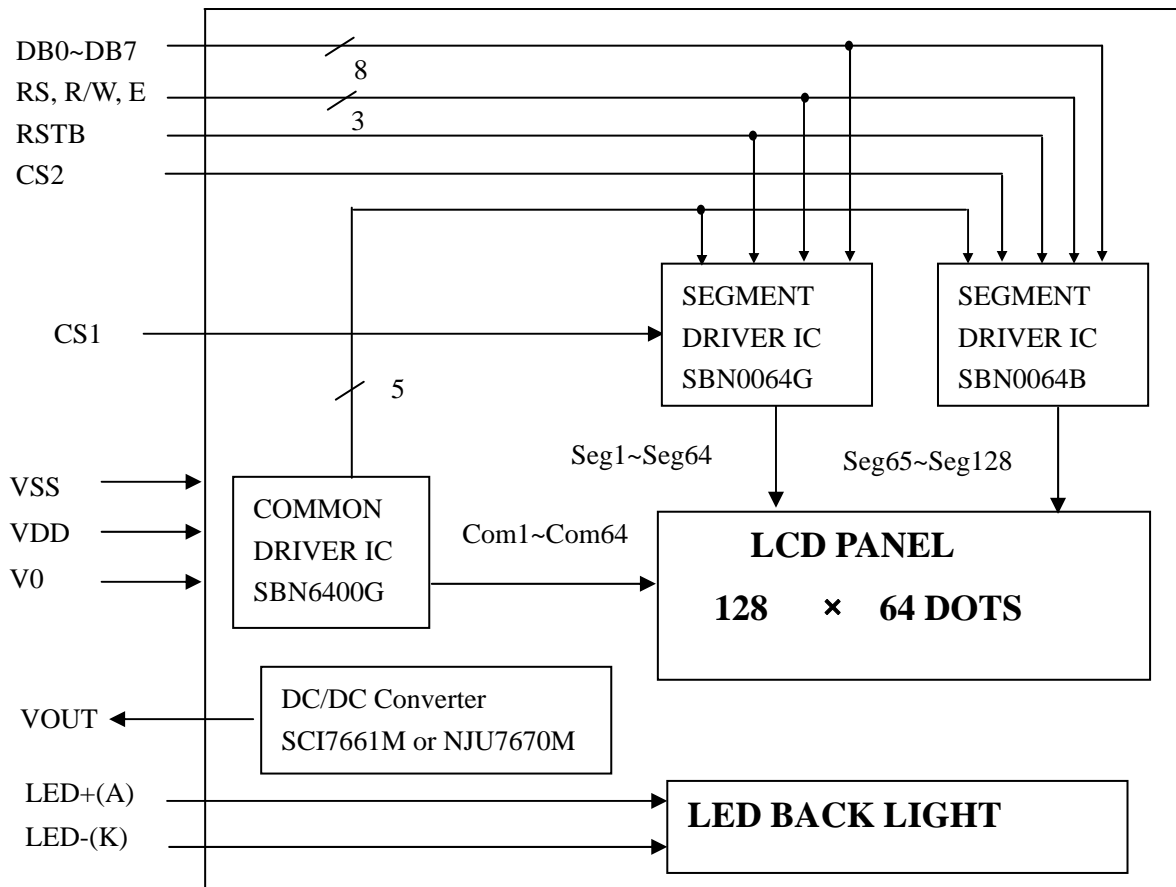 DB0~DB7
8
RS, R/W, E
3
RSTB
CS2
SEGMENT
DRIVER IC
SBN0064G
SEGMENT
DRIVER IC
SBN0064B
CS1
5
Seg1~Seg64
Seg65~Seg128
VSS
VDD
V0
COMMON
DRIVER IC
SBN6400G
Com1~Com64
LCD PANEL
128 × 64 DOTS
VOUT
DC/DC Converter
SCI7661M or NJU7670M
LED+(A)
LED-(K)
LED BACK LIGHT